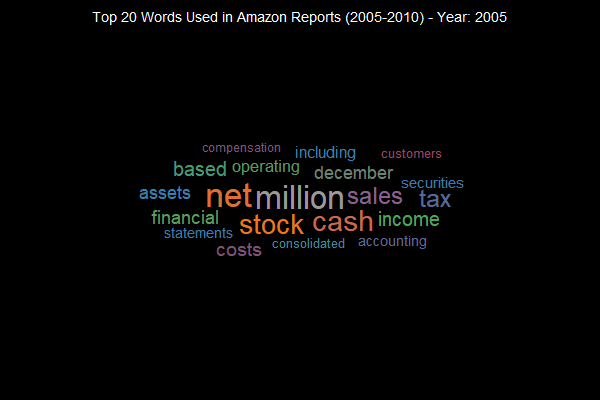 Top 20 Words Used in Amazon Reports (2005-2010) - Year: 2005
compensation
including
customers
based
operating
december
securities
assets
net
million
sales
tax
financial
stock
cash
income
statements
costs
consolidated
accounting